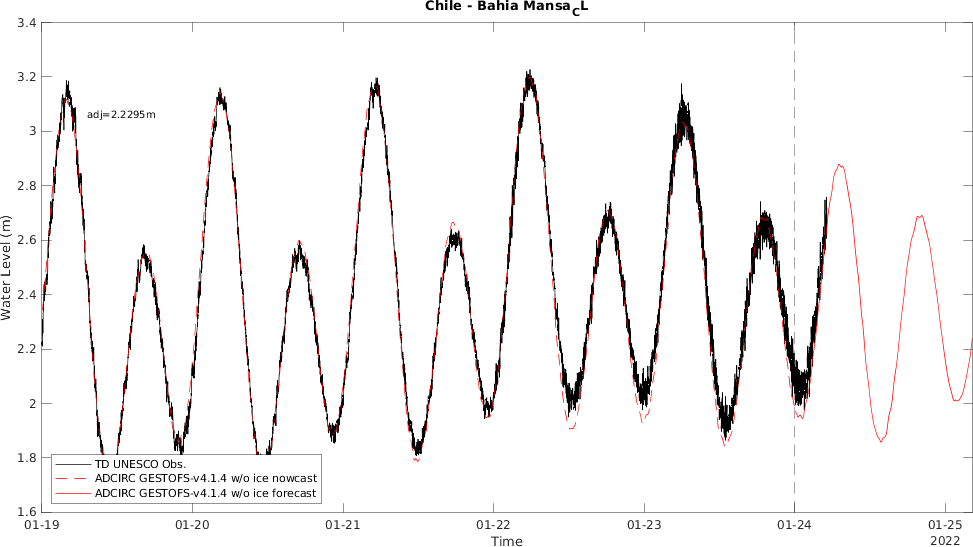 Chile - Bahia Mansa_CL
3.4
3.2
3
2.8
2.6
2.4
2.2
2
1.8
1.6
Water Level (m)
adj=2.2295m
TD UNESCO Obs.
ADCIRC GESTOFS-v4.1.4 w/o ice nowcast
ADCIRC GESTOFS-v4.1.4 w/o ice forecast
01-19 01-20 01-21 01-22 01-23 01-24 01-25
Time 2022